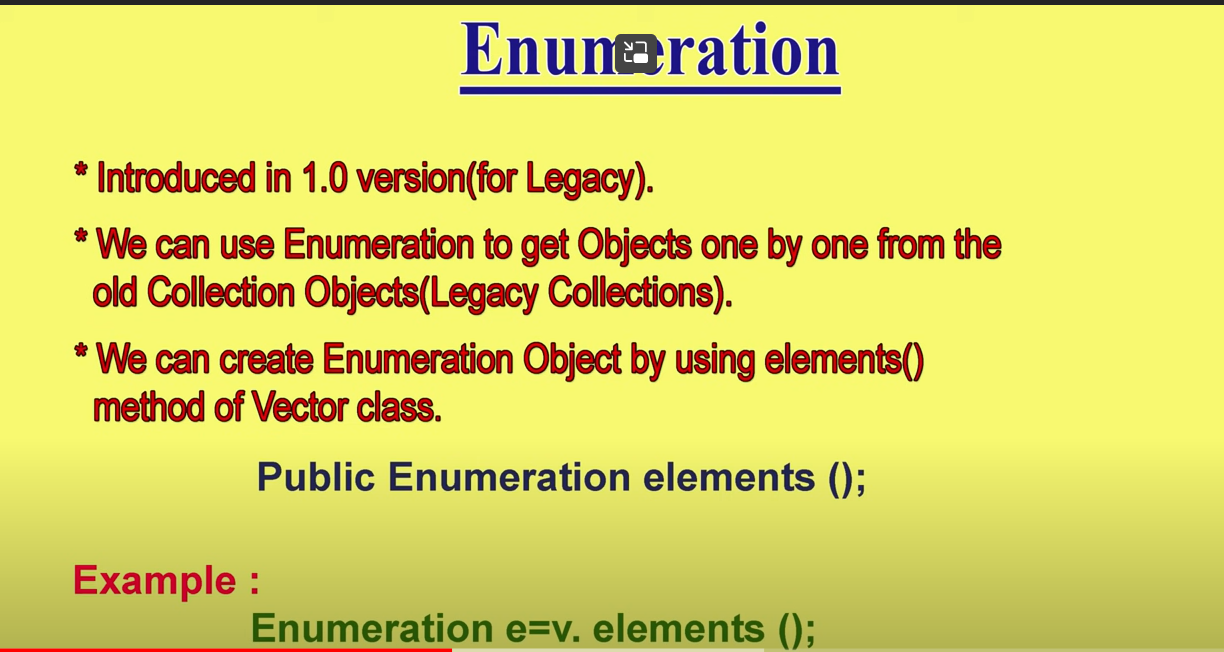 Enumeration
* Introduced in 1.0 version(for Legacy).
* We can use Enumeration to get Objects one by one from the
old Collection Objects(Legacy Collections).
* We can create Enumeration Object by using elements()
method of Vector class.
Public Enumeration elements ();
Example :
Enumeration e=v. elements ();